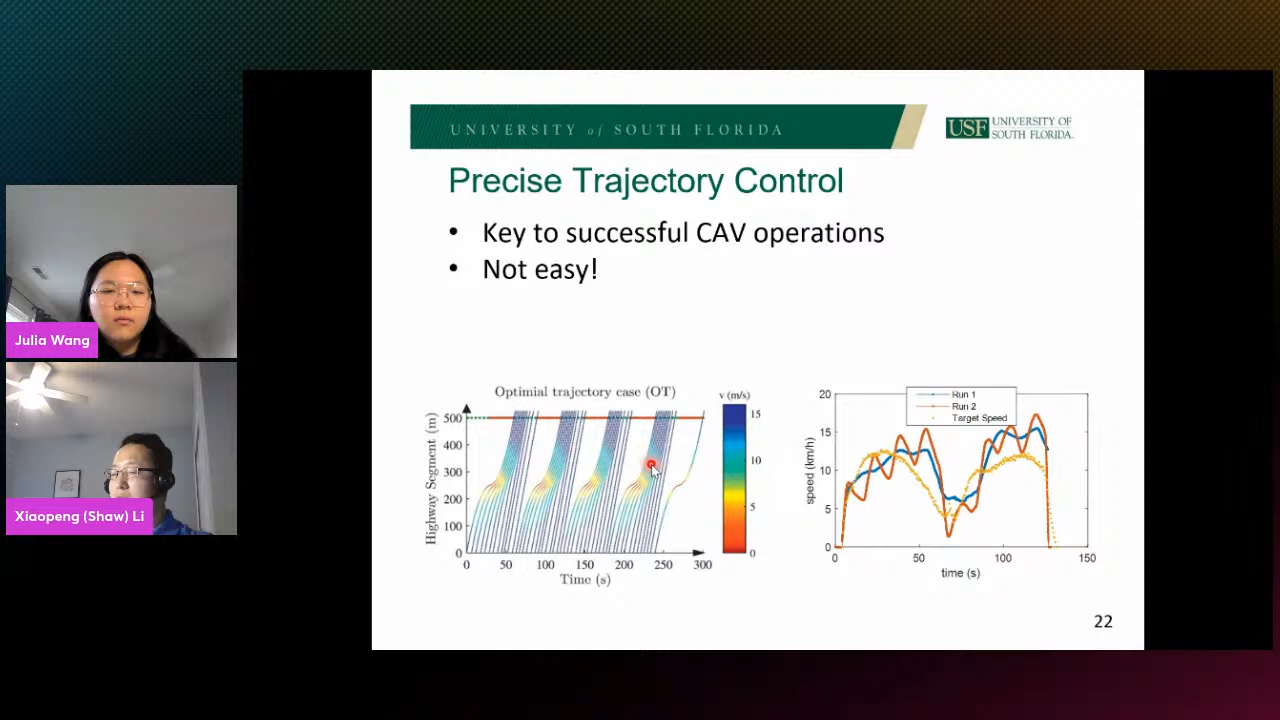 UNIVERSITY of SOUTH FLORIDA
USF UNIVERSITY OF
SOUTH FLORIDA.
Precise Trajectory Control
• Key to successful CAV operations
• Not easy!
Julia Wang
Xiaopeng (Shaw) Li
Optimial trajectory case (OT)
v (m/s)
Highway Segment (m)
500
400
300
200
100
0
0 50 100 150 200 250 300
Time (s)
15
10
5
0
Run 1
Run 2
Target Speed
speed (km/h)
20
15
10
5
0
0 50 100 150
time (s)
22